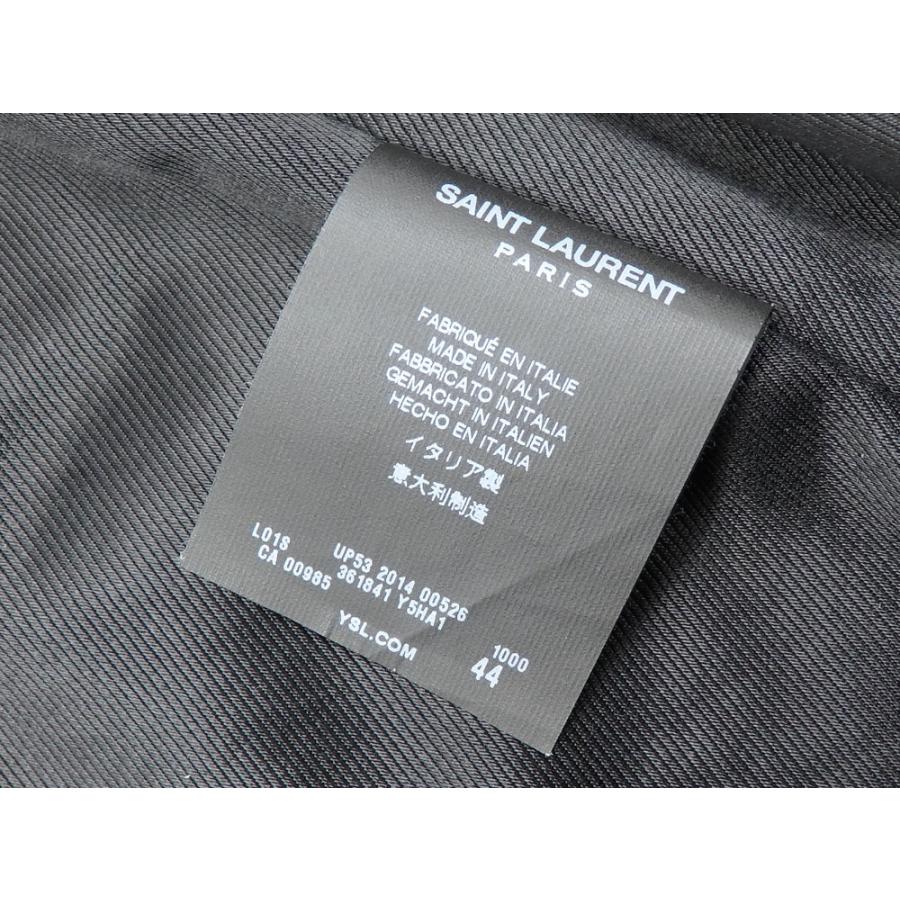 SAINT LAURENT
PARIS
FABRIQUÉ EN ITALIE
MADE IN ITALY
FABBRICATO IN ITALIA
GEMACHT IN ITALIEN
HECHO EN ITALIA
イタリア製
意大利制造
L01S UP53 2014 00526
CA 00985 361841 Y5HA1 1000
YSL.COM 44